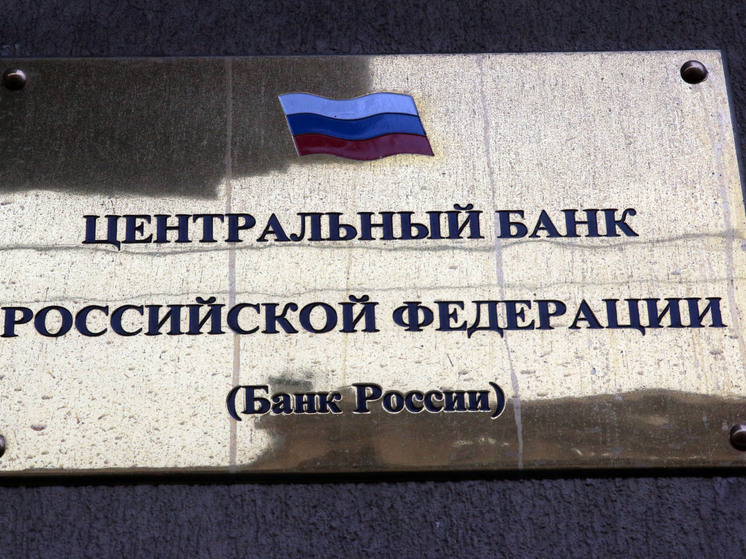 ЦЕНТРАЛЬНЫЙ БАНК
РОССИЙСКОЙ ФЕДЕРАЦИИ
(Банк России)